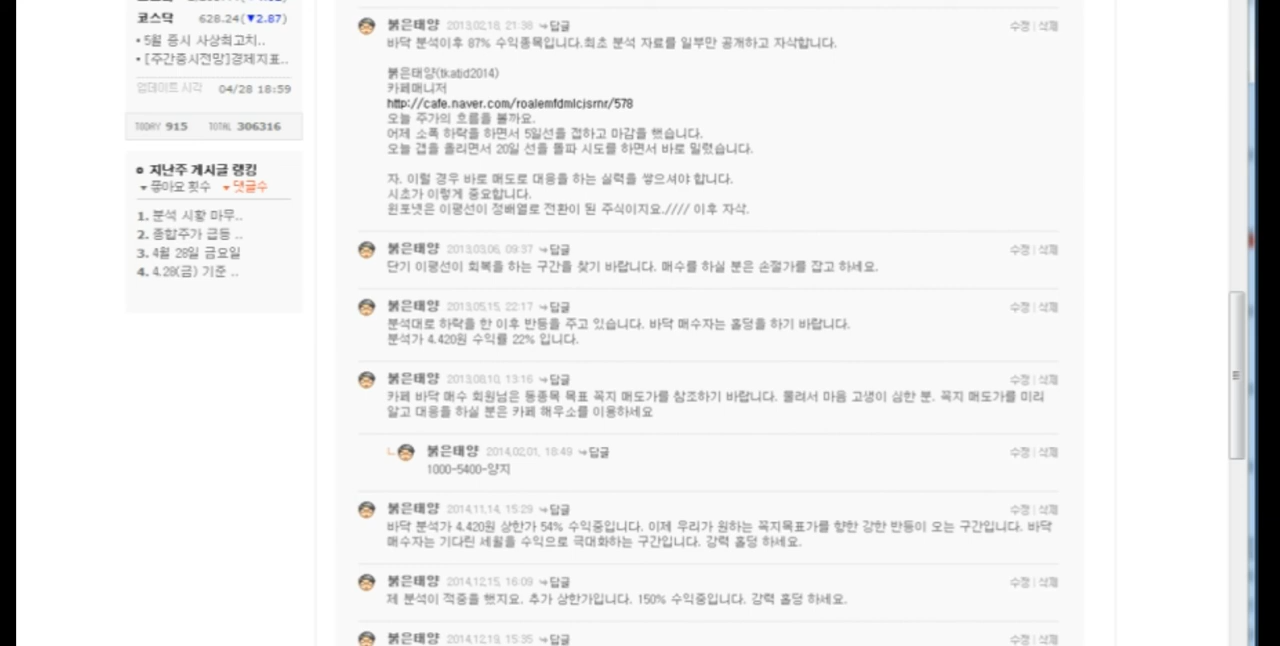 코스닥 628.24(▼2.87)
• 5월 증시 사상최고치..
• [주간증시전망]경제지표..
업데이트 시각 04/28 18:59
TODAY 915 TOTAL 306316
지난주 게시글 랭킹
▾ 좋아요 횟수 ▾ 댓글수
1. 분석 시황 마무..
2. 종합주가 급등 ..
3. 4월 28일 금요일
4. 4.28(금) 기준 ..
붉은태양 2013.02.18, 21:38 답글 수정 | 삭제
바닥 분석이후 87% 수익종목입니다.최초 분석 자료를 일부만 공개하고 자삭합니다.
붉은태양(tkatjd2014)
카페매니저
http://cafe.naver.com/roalemfdmlcjsrnr/578
오늘 주가의 흐름을 볼까요.
어제 소폭 하락을 하면서 5일선을 접하고 마감을 했습니다.
오늘 갭을 올리면서 20일 선을 돌파 시도를 하면서 바로 밀렸습니다.
자. 이럴 경우 바로 매도로 대응을 하는 실력을 쌓으셔야 합니다.
시초가 이렇게 중요합니다.
윈포넷은 이평선이 정배열로 전환이 된 주식이지요.//// 이후 자삭.
붉은태양 2013.03.06, 09:37 답글 수정 | 삭제
단기 이평선이 회복을 하는 구간을 찾기 바랍니다. 매수를 하실 분은 손절가를 잡고 하세요.
붉은태양 2013.05.15, 22:17 답글 수정 | 삭제
분석대로 하락을 한 이후 반등을 주고 있습니다. 바닥 매수자는 홀딩을 하기 바랍니다.
분석가 4.420원 수익률 22% 입니다.
붉은태양 2013.08.10, 13:16 답글 수정 | 삭제
카페 바닥 매수 회원님은 동종목 목표 꼭지 매도가를 참조하기 바랍니다. 물려서 마음 고생이 심한 분. 꼭지 매도가를 미리
알고 대응을 하실 분은 카페 해우소를 이용하세요
붉은태양 2014.02.01, 18:49 답글 수정 | 삭제
1000-5400-양지
붉은태양 2014.11.14, 15:29 답글 수정 | 삭제
바닥 분석가 4.420원 상한가 54% 수익중입니다. 이제 우리가 원하는 꼭지목표가를 향한 강한 반등이 오는 구간입니다. 바닥
매수자는 기다린 세월을 수익으로 극대화하는 구간입니다. 강력 홀딩 하세요.
붉은태양 2014.12.15, 16:09 답글 수정 | 삭제
제 분석이 적중을 했지요. 추가 상한가입니다. 150% 수익중입니다. 강력 홀딩 하세요.
붉은태양 2014.12.19, 15:35 답글 수정 | 삭제